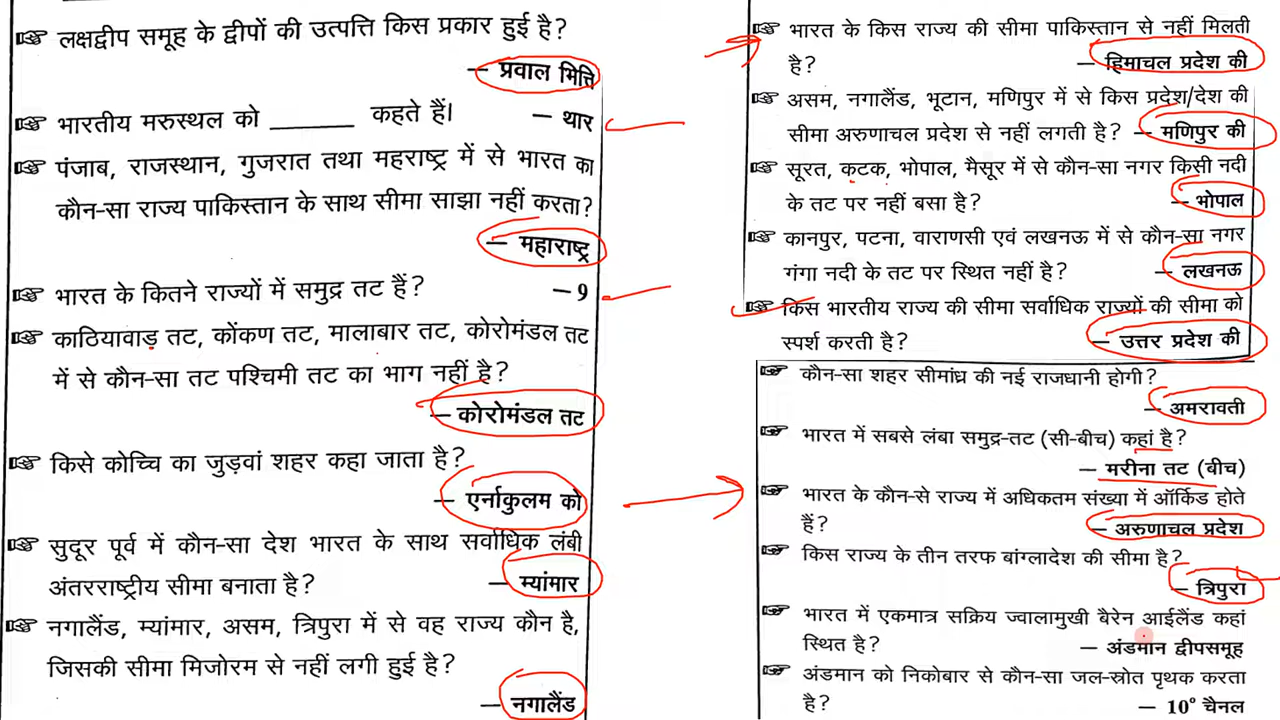 लक्षद्वीप समूह के द्वीपों की उत्पत्ति किस प्रकार हुई है?
– प्रवाल भित्ति
भारतीय मरुस्थल को _______ कहते हैं। – थार
पंजाब, राजस्थान, गुजरात तथा महराष्ट्र में से भारत का
कौन-सा राज्य पाकिस्तान के साथ सीमा साझा नहीं करता?
– महाराष्ट्र
भारत के कितने राज्यों में समुद्र तट हैं? – 9
काठियावाड़ तट, कोंकण तट, मालाबार तट, कोरोमंडल तट
में से कौन-सा तट पश्चिमी तट का भाग नहीं है?
– कोरोमंडल तट
किसे कोच्चि का जुड़वां शहर कहा जाता है?
– एर्नाकुलम को
सुदूर पूर्व में कौन-सा देश भारत के साथ सर्वाधिक लंबी
अंतरराष्ट्रीय सीमा बनाता है? – म्यांमार
नगालैंड, म्यांमार, असम, त्रिपुरा में से वह राज्य कौन है,
जिसकी सीमा मिजोरम से नहीं लगी हुई है?
– नगालैंड
भारत के किस राज्य की सीमा पाकिस्तान से नहीं मिलती
है? – हिमाचल प्रदेश की
असम, नगालैंड, भूटान, मणिपुर में से किस प्रदेश/देश की
सीमा अरुणाचल प्रदेश से नहीं लगती है? – मणिपुर की
सूरत, कटक, भोपाल, मैसूर में से कौन-सा नगर किसी नदी
के तट पर नहीं बसा है? – भोपाल
कानपुर, पटना, वाराणसी एवं लखनऊ में से कौन-सा नगर
गंगा नदी के तट पर स्थित नहीं है? – लखनऊ
किस भारतीय राज्य की सीमा सर्वाधिक राज्यों की सीमा को
स्पर्श करती है? – उत्तर प्रदेश की
कौन-सा शहर सीमांध्र की नई राजधानी होगी?
– अमरावती
भारत में सबसे लंबा समुद्र-तट (सी-बीच) कहां है?
– मरीना तट (बीच)
भारत के कौन-से राज्य में अधिकतम संख्या में ऑर्किड होते
हैं? – अरुणाचल प्रदेश
किस राज्य के तीन तरफ बांग्लादेश की सीमा है?
– त्रिपुरा
भारत में एकमात्र सक्रिय ज्वालामुखी बैरेन आईलैंड कहां
स्थित है? – अंडमान द्वीपसमूह
अंडमान को निकोबार से कौन-सा जल-स्रोत पृथक करता
है? – 10° चैनल